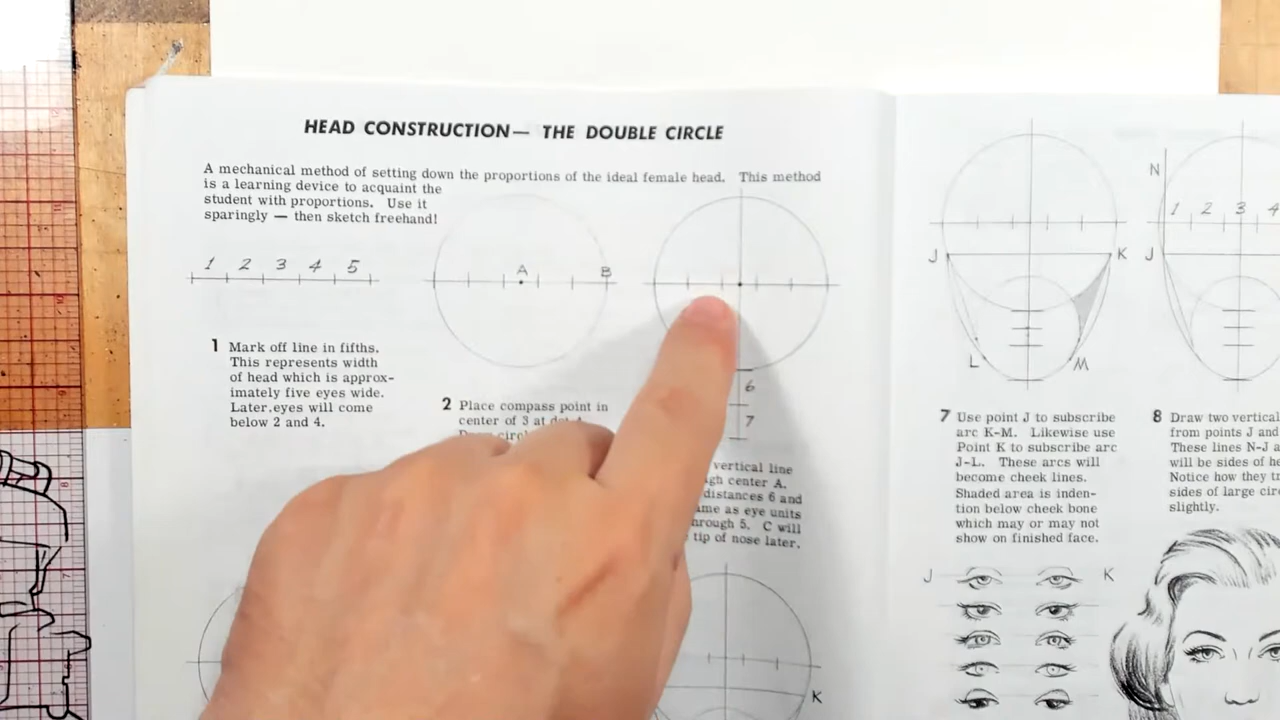 HEAD CONSTRUCTION— THE DOUBLE CIRCLE
A mechanical method of setting down the proportions of the ideal female head. This method
is a learning device to acquaint the
student with proportions. Use it
sparingly — then sketch freehand!
1 2 3 4 5
1 Mark off line in fifths.
This represents width
of head which is approx-
imately five eyes wide.
Later eyes will come
below 2 and 4.
A B
2 Place compass point in
center of 3 at dot
6
7
vertical line
center A.
distances 6 and
as eye units
through 5. C will
tip of nose later.
K
J K
L M
7 Use point J to subscribe
arc K-M. Likewise use
Point K to subscribe arc
J-L. These arcs will
become cheek lines.
Shaded area is inden-
tion below cheek bone
which may or may not
show on finished face.
J K
N
1 2 3 4
J
8 Draw two vertical
from points J and
These lines N-J
will be sides of
Notice how they
sides of large
slightly.